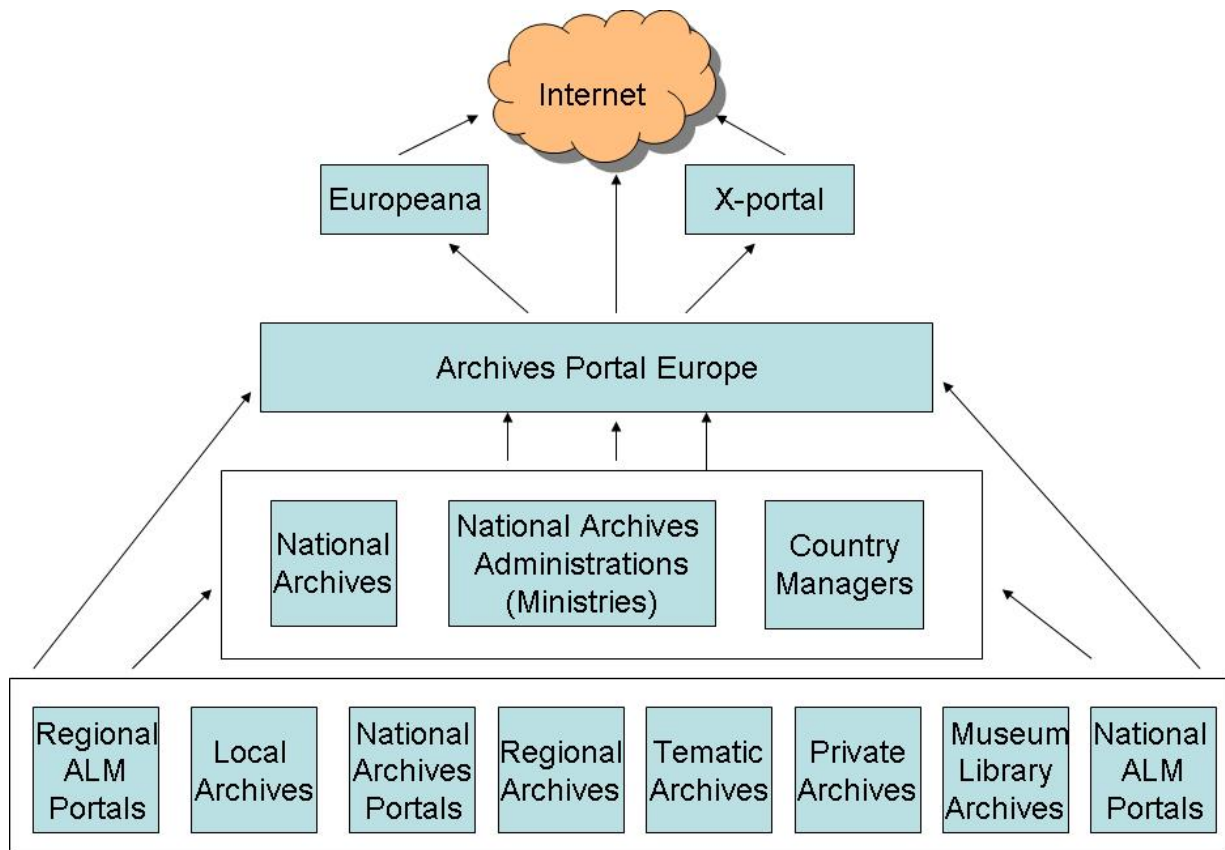 Internet
Europeana
X-portal
Archives Portal Europe
National
Archives
National Archives
Administrations
(Ministries)
Country
Managers
Regional
ALM
Portals
Local
Archives
National
Archives
Portals
Regional
Archives
Tematic
Archives
Private
Archives
Museum
Library
Archives
National
ALM
Portals